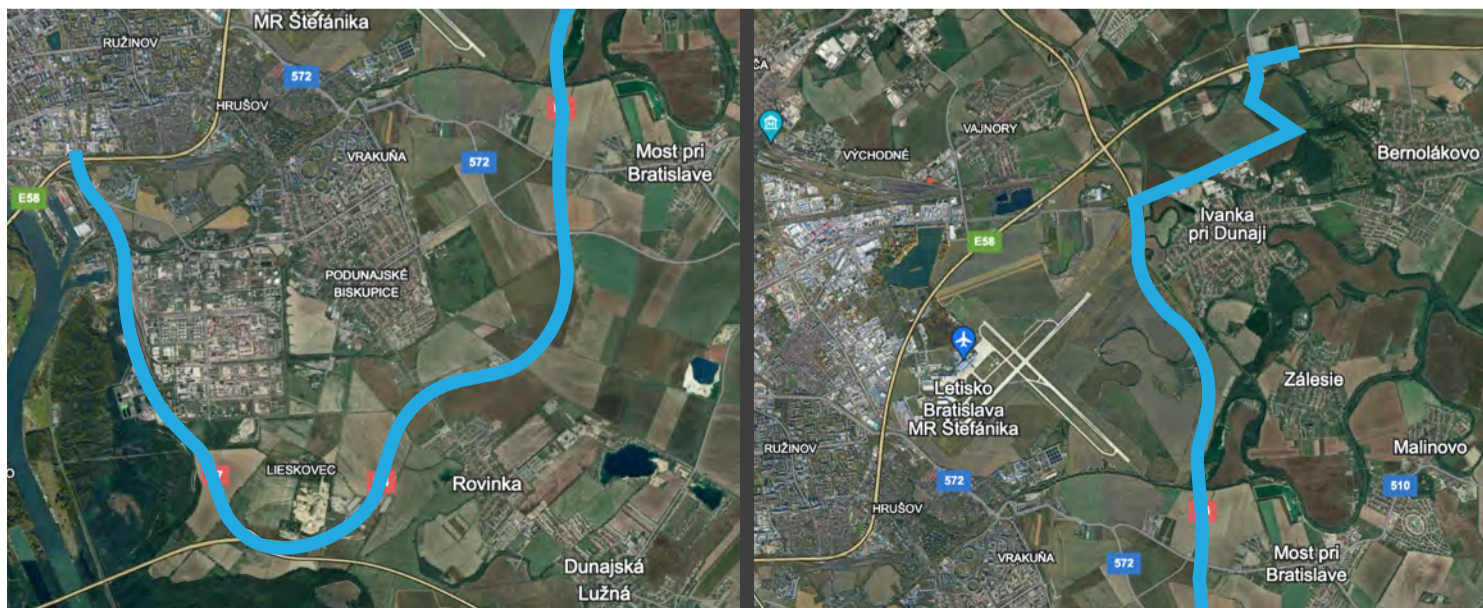 MR Štefánika
RUŽINOV
572
HRUŠOV
VRAKUŇA
572
Most pri
Bratislave
E58
PODUNAJSKÉ
BISKUPICE
LIESKOVEC
Rovinka
Dunajská
Lužná
ČA
VAJNORY
VÝCHODNÉ
Bernolákovo
Ivanka
pri Dunaji
E58
Letisko
Bratislava
MR Štefánika
Zálesie
RUŽINOV
Malinovo
572
510
HRUŠOV
VRAKUŇA
572
Most pri
Bratislave